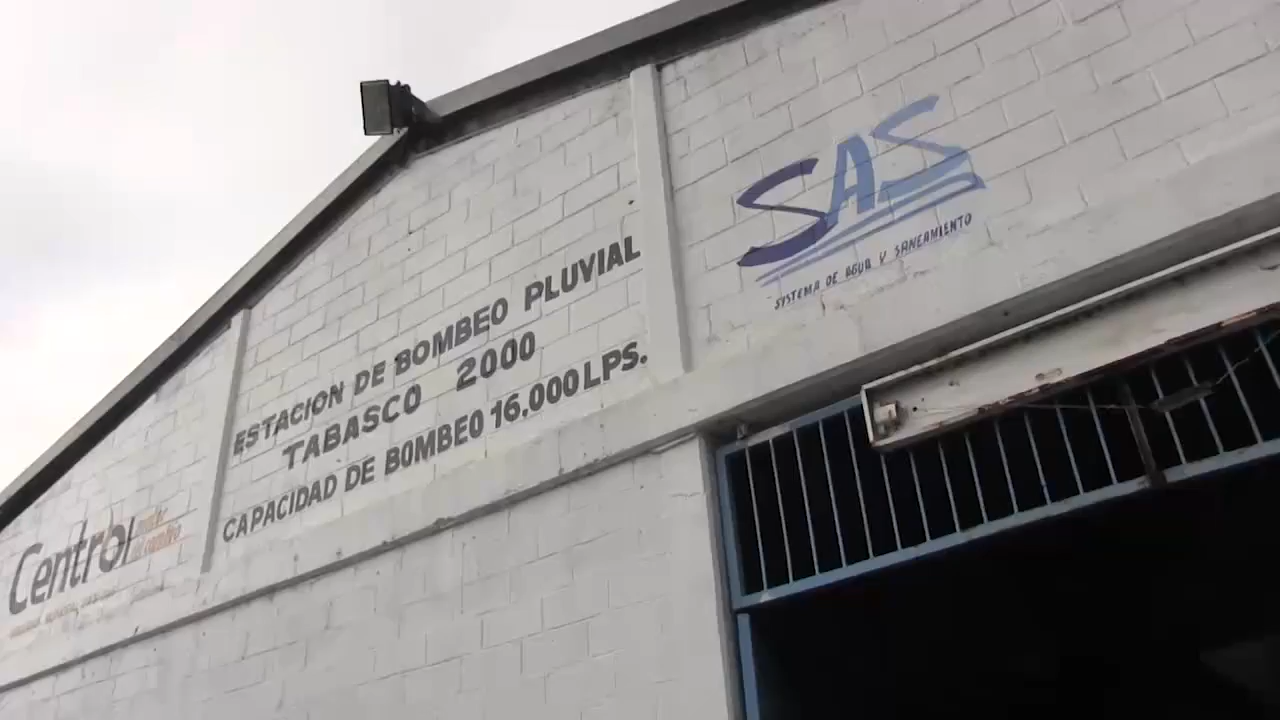 ESTACION DE BOMBEO PLUVIAL
TABASCO 2000
CAPACIDAD DE BOMBEO 16.000 LPS.
SAS
SISTEMA DE AGUA Y SANEAMIENTO
Centro